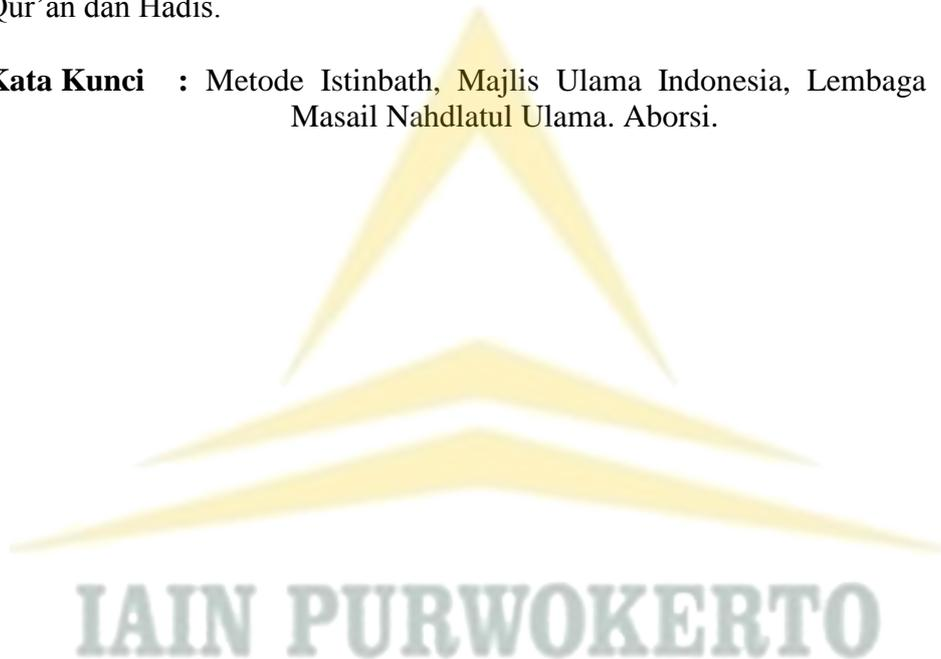 Qur’an dan Hadis.
Kata Kunci : Metode Istinbath, Majlis Ulama Indonesia, Lembaga
Masail Nahdlatul Ulama. Aborsi.
IAIN PURWOKERTO